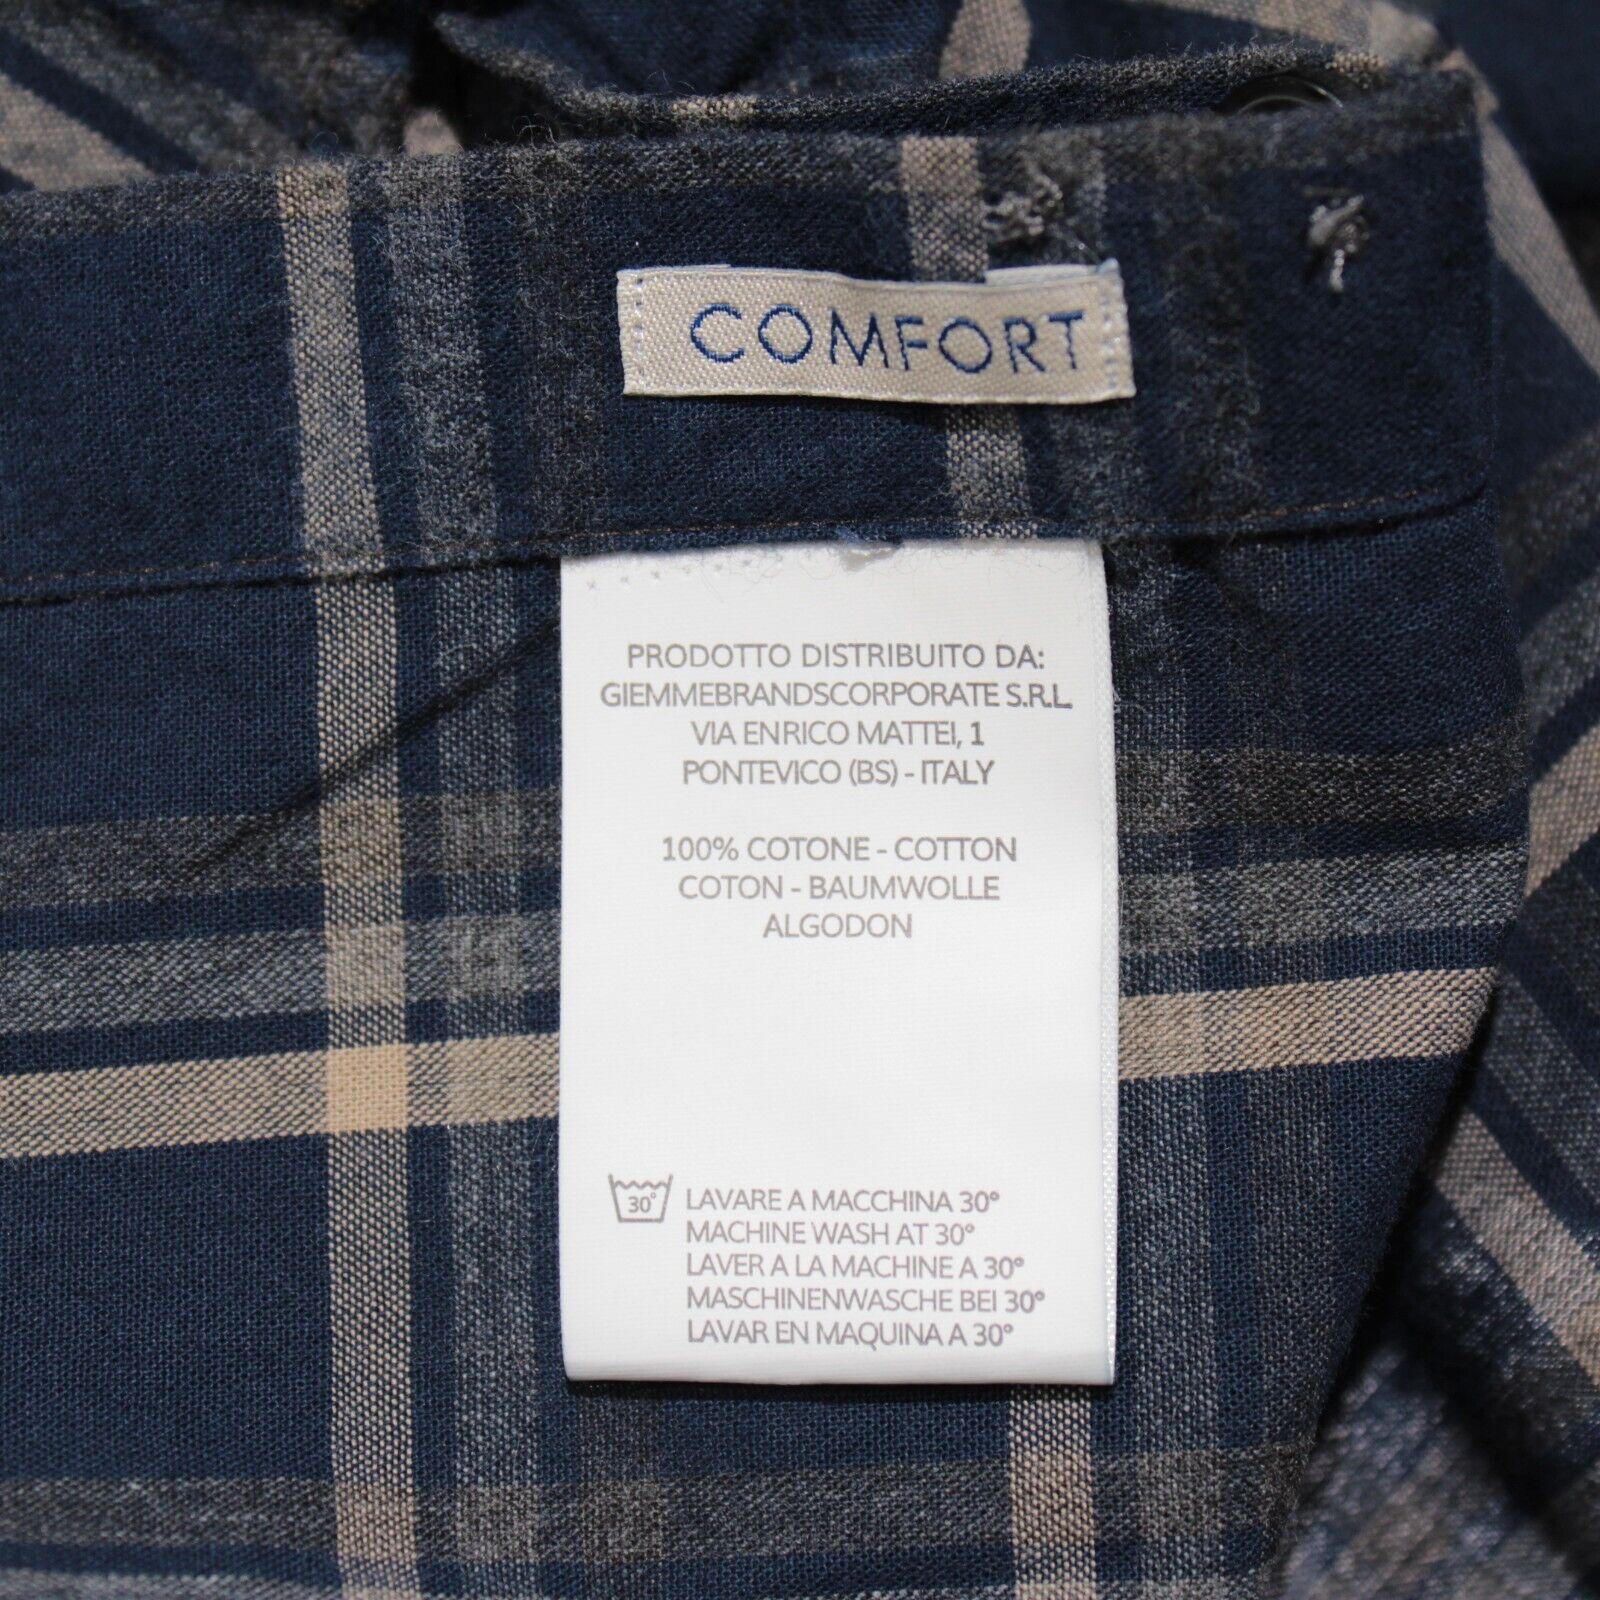 COMFORT
PRODOTTO DISTRIBUITO DA:
GIEMMEBRANDSCORPORATE S.R.L
VIA ENRICO MATTEI, 1
PONTEVICO (BS) - ITALY
100% COTONE - COTTON
COTON - BAUMWOLLE
ALGODON
30° LAVARE A MACCHINA 30°
MACHINE WASH AT 30°
LAVER A LA MACHINE A 30°
MASCHINENWASCHE BEI 30°
LAVAR EN MAQUINA A 30°